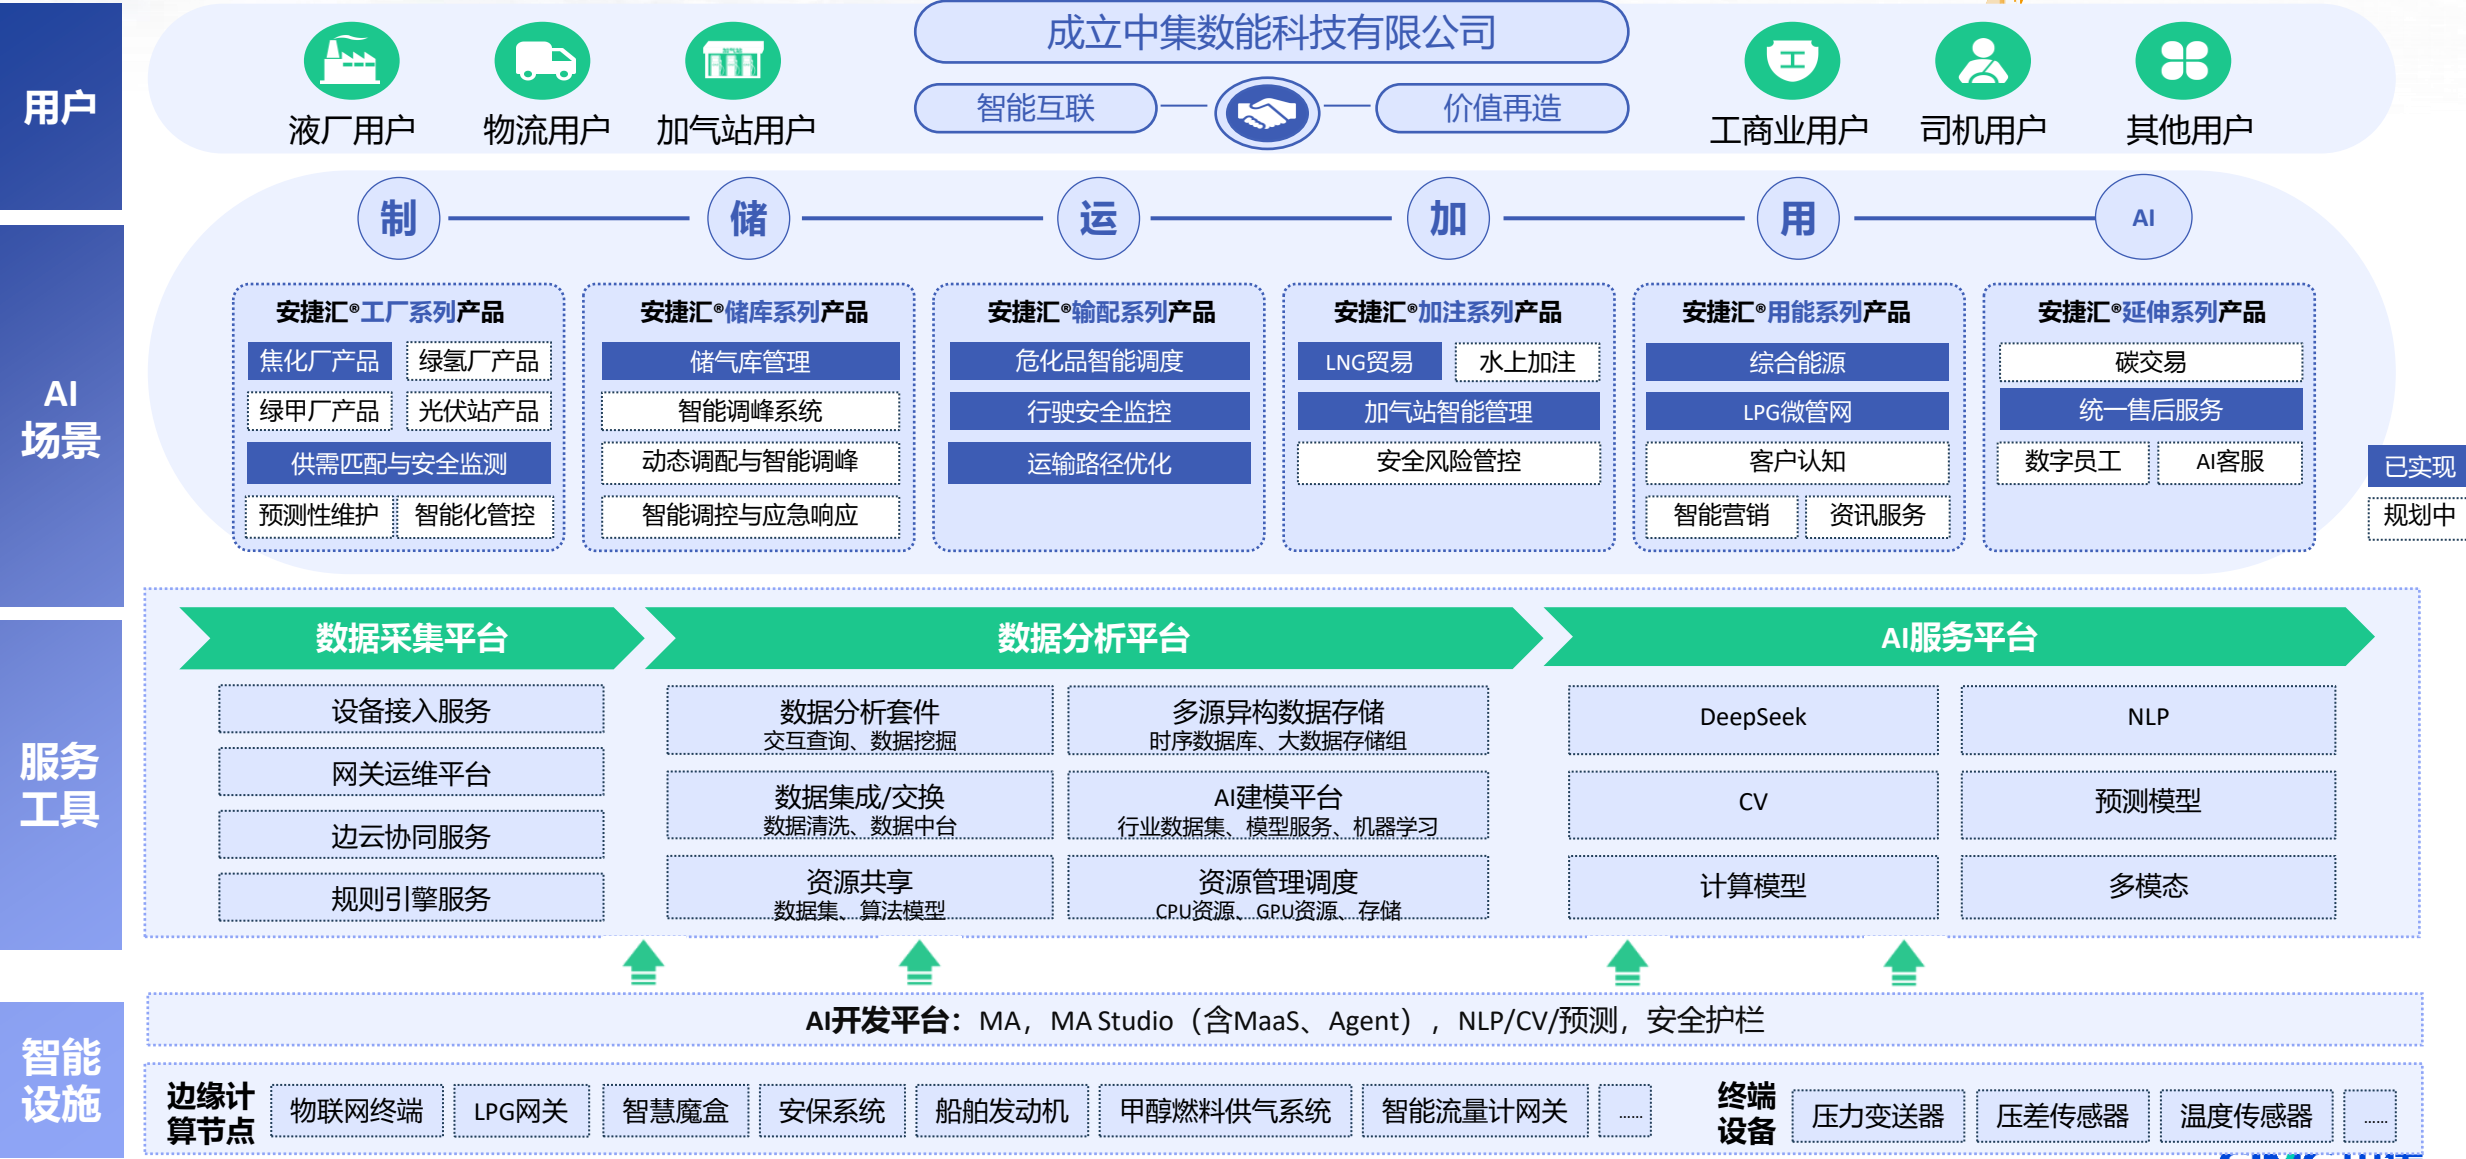 用户
成立中集数能科技有限公司
智能互联
价值再造
液厂用户
物流用户
加气站
加气站用户
工
工商业用户
司机用户
其他用户
AI
场景
制
储
运
加
用
AI
安捷汇®工厂系列产品
焦化厂产品
绿氢厂产品
绿甲厂产品
光伏站产品
供需匹配与安全监测
预测性维护
智能化管控
安捷汇®储库系列产品
储气库管理
智能调峰系统
动态调配与智能调峰
智能调控与应急响应
安捷汇®输配系列产品
危化品智能调度
行驶安全监控
运输路径优化
安捷汇®加注系列产品
LNG贸易
水上加注
加气站智能管理
安全风险管控
安捷汇®用能系列产品
综合能源
LPG微管网
客户认知
智能营销
资讯服务
安捷汇®延伸系列产品
碳交易
统一售后服务
数字员工
AI客服
已实现
规划中
服务
工具
数据采集平台
设备接入服务
网关运维平台
边云协同服务
规则引擎服务
数据分析平台
数据分析套件
交互查询、数据挖掘
多源异构数据存储
时序数据库、大数据存储组
数据集成/交换
数据清洗、数据中台
AI建模平台
行业数据集、模型服务、机器学习
资源共享
数据集、算法模型
资源管理调度
CPU资源、GPU资源、存储
AI服务平台
DeepSeek
NLP
CV
预测模型
计算模型
多模态
智能
设施
AI开发平台：MA，MA Studio（含MaaS、Agent），NLP/CV/预测，安全护栏
边缘计
算节点
物联网终端
LPG网关
智慧魔盒
安保系统
船舶发动机
甲醇燃料供气系统
智能流量计网关
......
终端
设备
压力变送器
压差传感器
温度传感器
......